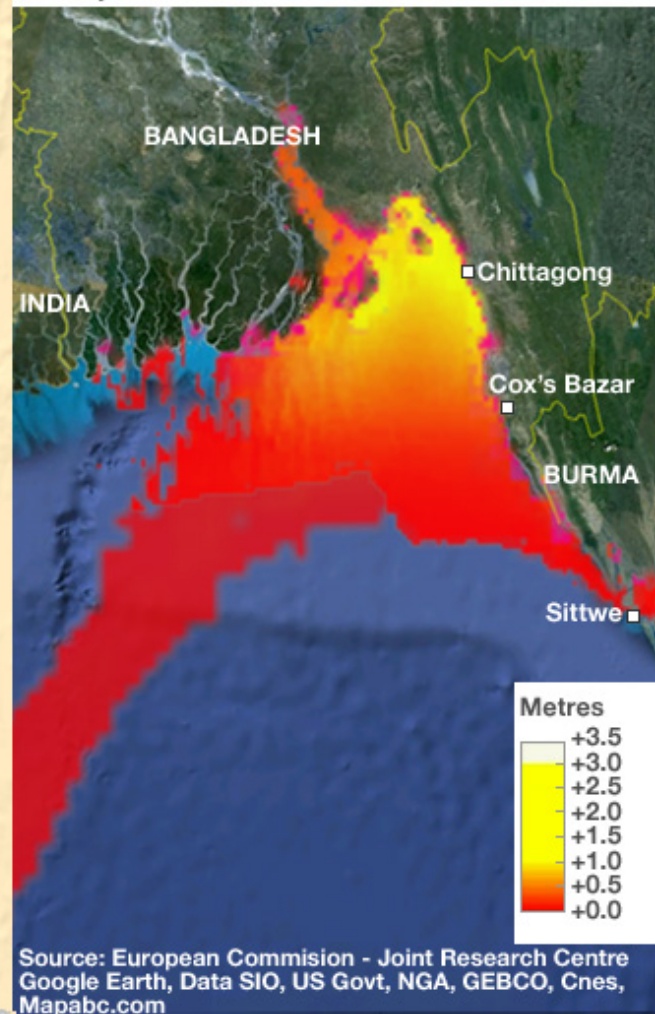 BANGLADESH
Chittagong
INDIA
Cox's Bazar
BURMA
Sittwe
Metres
+3.5
+3.0
+2.5
+2.0
+1.5
+1.0
+0.5
+0.0
Source: European Commision - Joint Research Centre
Google Earth, Data SIO, US Govt, NGA, GEBCO, Cnes,
Mapabc.com